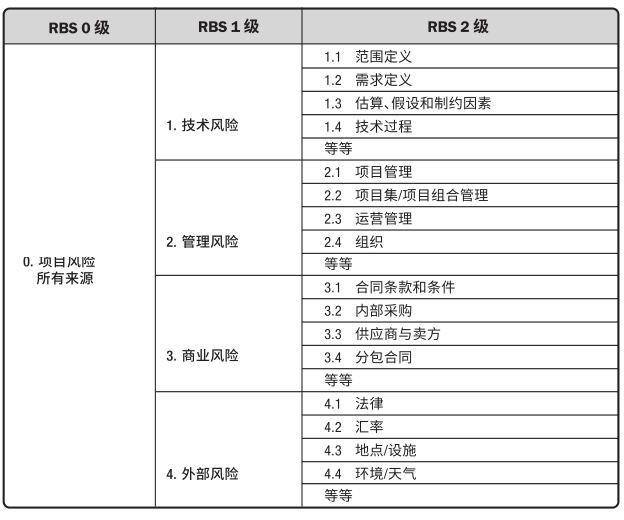 RBS 0 级
RBS 1 级
RBS 2 级
0. 项目风险
所有来源
1. 技术风险
1.1 范围定义
1.2 需求定义
1.3 估算、假设和制约因素
1.4 技术过程
等等
2. 管理风险
2.1 项目管理
2.2 项目集/项目组合管理
2.3 运营管理
2.4 组织
等等
3. 商业风险
3.1 合同条款和条件
3.2 内部采购
3.3 供应商与卖方
3.4 分包合同
等等
4. 外部风险
4.1 法律
4.2 汇率
4.3 地点/设施
4.4 环境/天气
等等